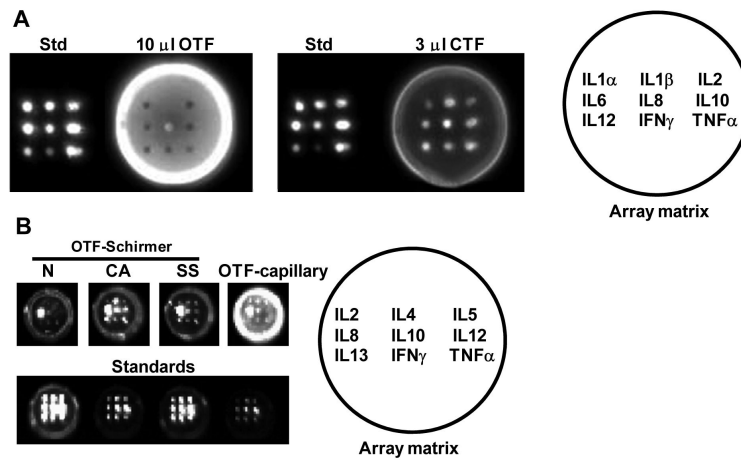 A
Std 10 μl OTF Std 3 μl CTF
IL1α IL1β IL2
IL6 IL8 IL10
IL12 IFNγ TNFα
Array matrix
B
OTF-Schirmer
N CA SS OTF-capillary
IL2 IL4 IL5
IL8 IL10 IL12
IL13 IFNγ TNFα
Standards
Array matrix